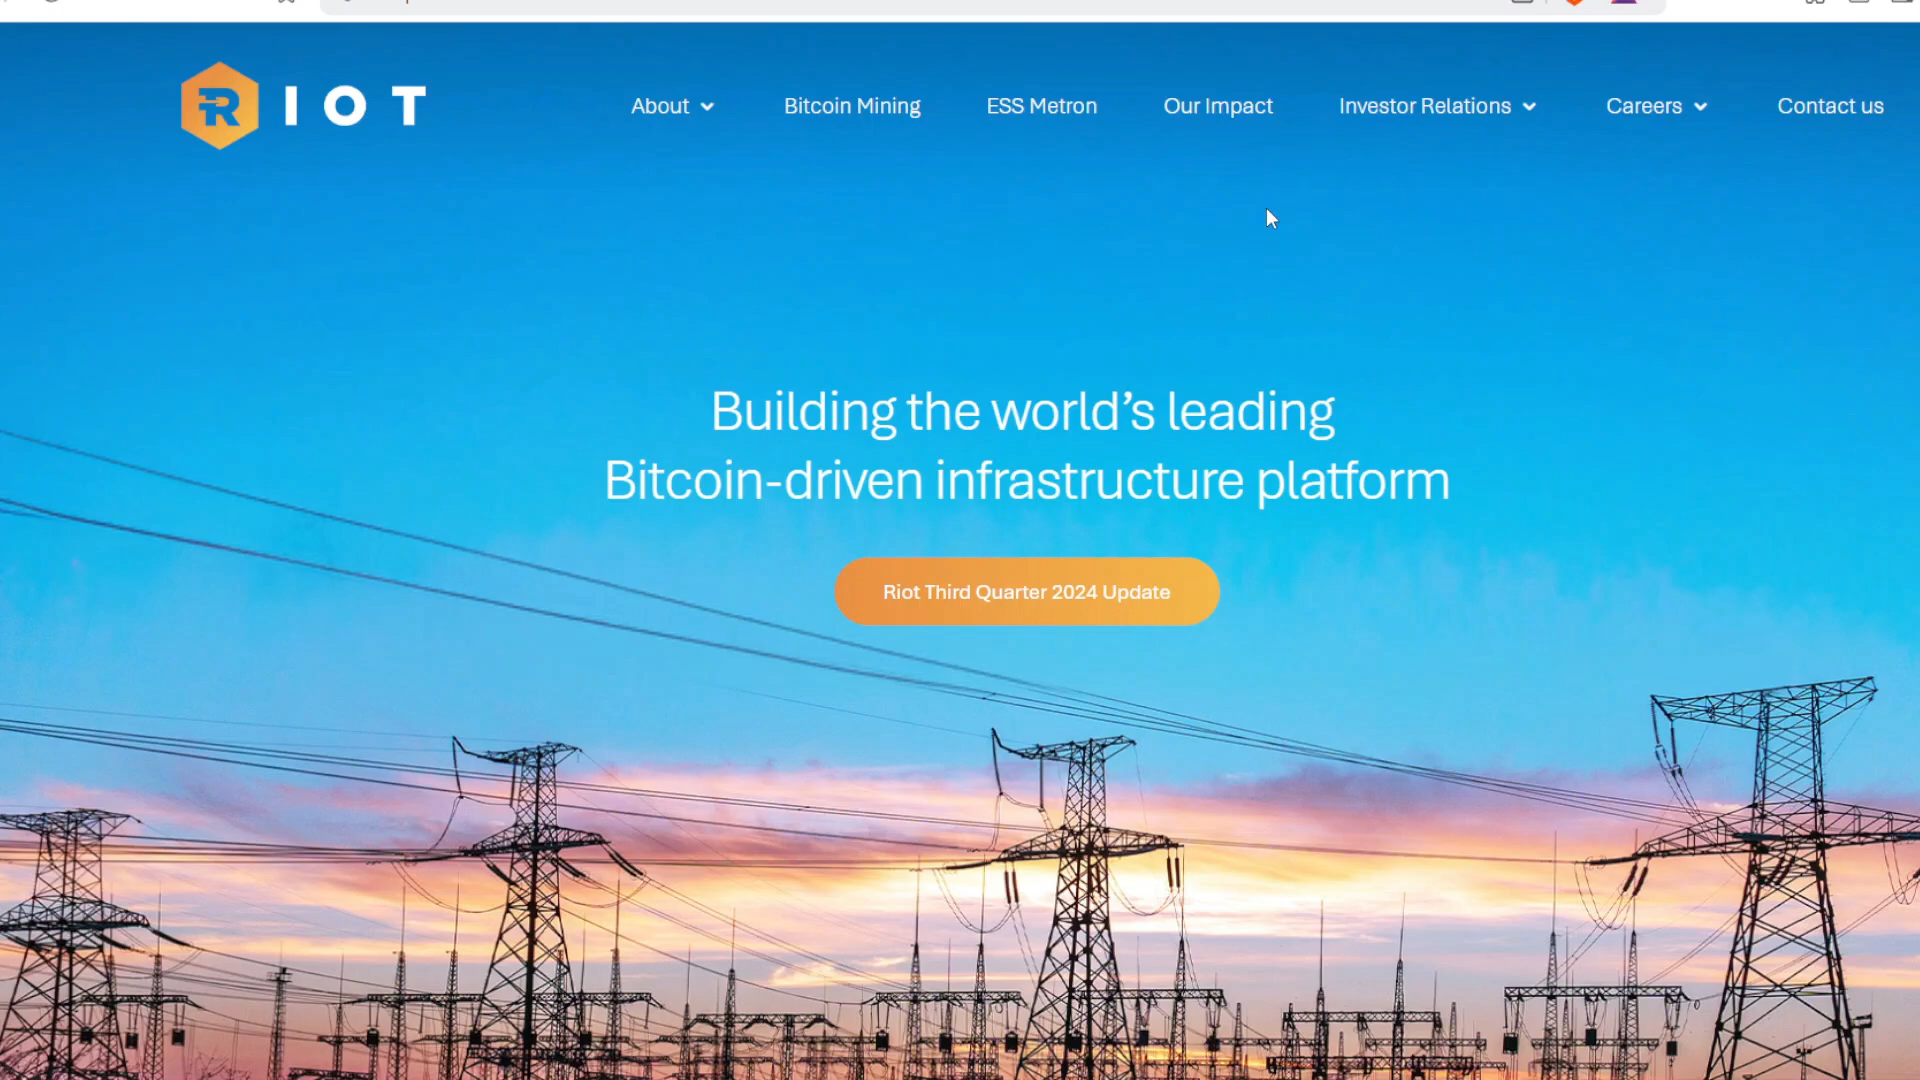 RIOT
About
Bitcoin Mining
ESS Metron
Our Impact
Investor Relations
Careers
Contact us
Building the world’s leading
Bitcoin-driven infrastructure platform
Riot Third Quarter 2024 Update